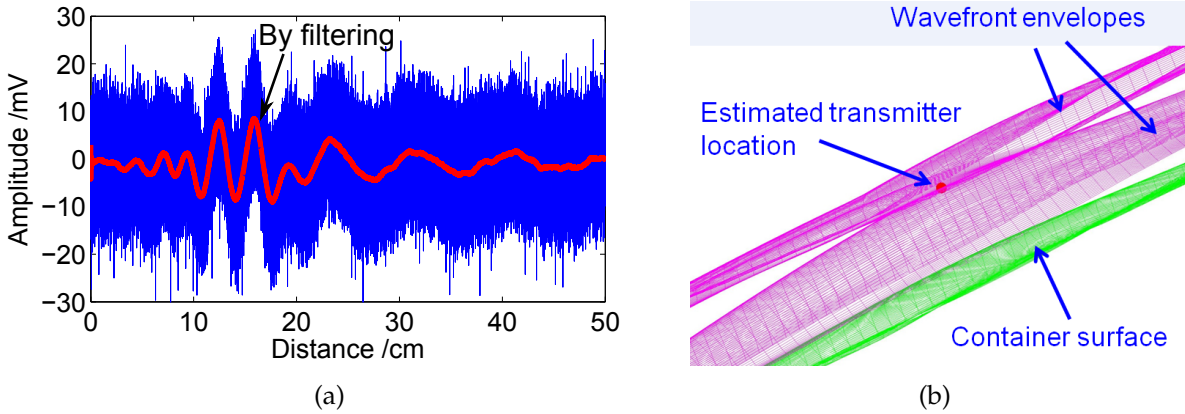 30
20
10
0
−10
−20
−30
Amplitude /mV
By filtering
0
10
20
30
40
50
Distance /cm
(a)
Wavefront envelopes
Estimated transmitter
location
Container surface
(b)